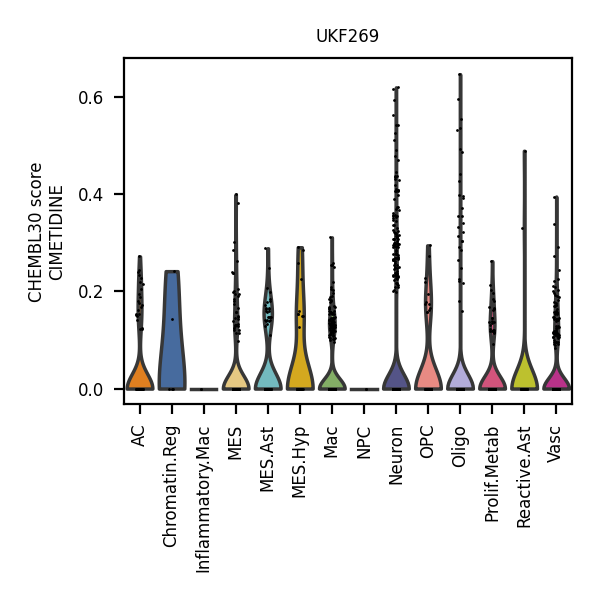 UKF269
CHEMBL30 score
CIMETIDINE
0.6
0.4
0.2
0.0
AC
Chromatin.Reg
Inflammatory.Mac
MES
MES.Ast
MES.Hyp
Mac
NPC
Neuron
OPC
Oligo
Prolif.Metab
Reactive.Ast
Vasc